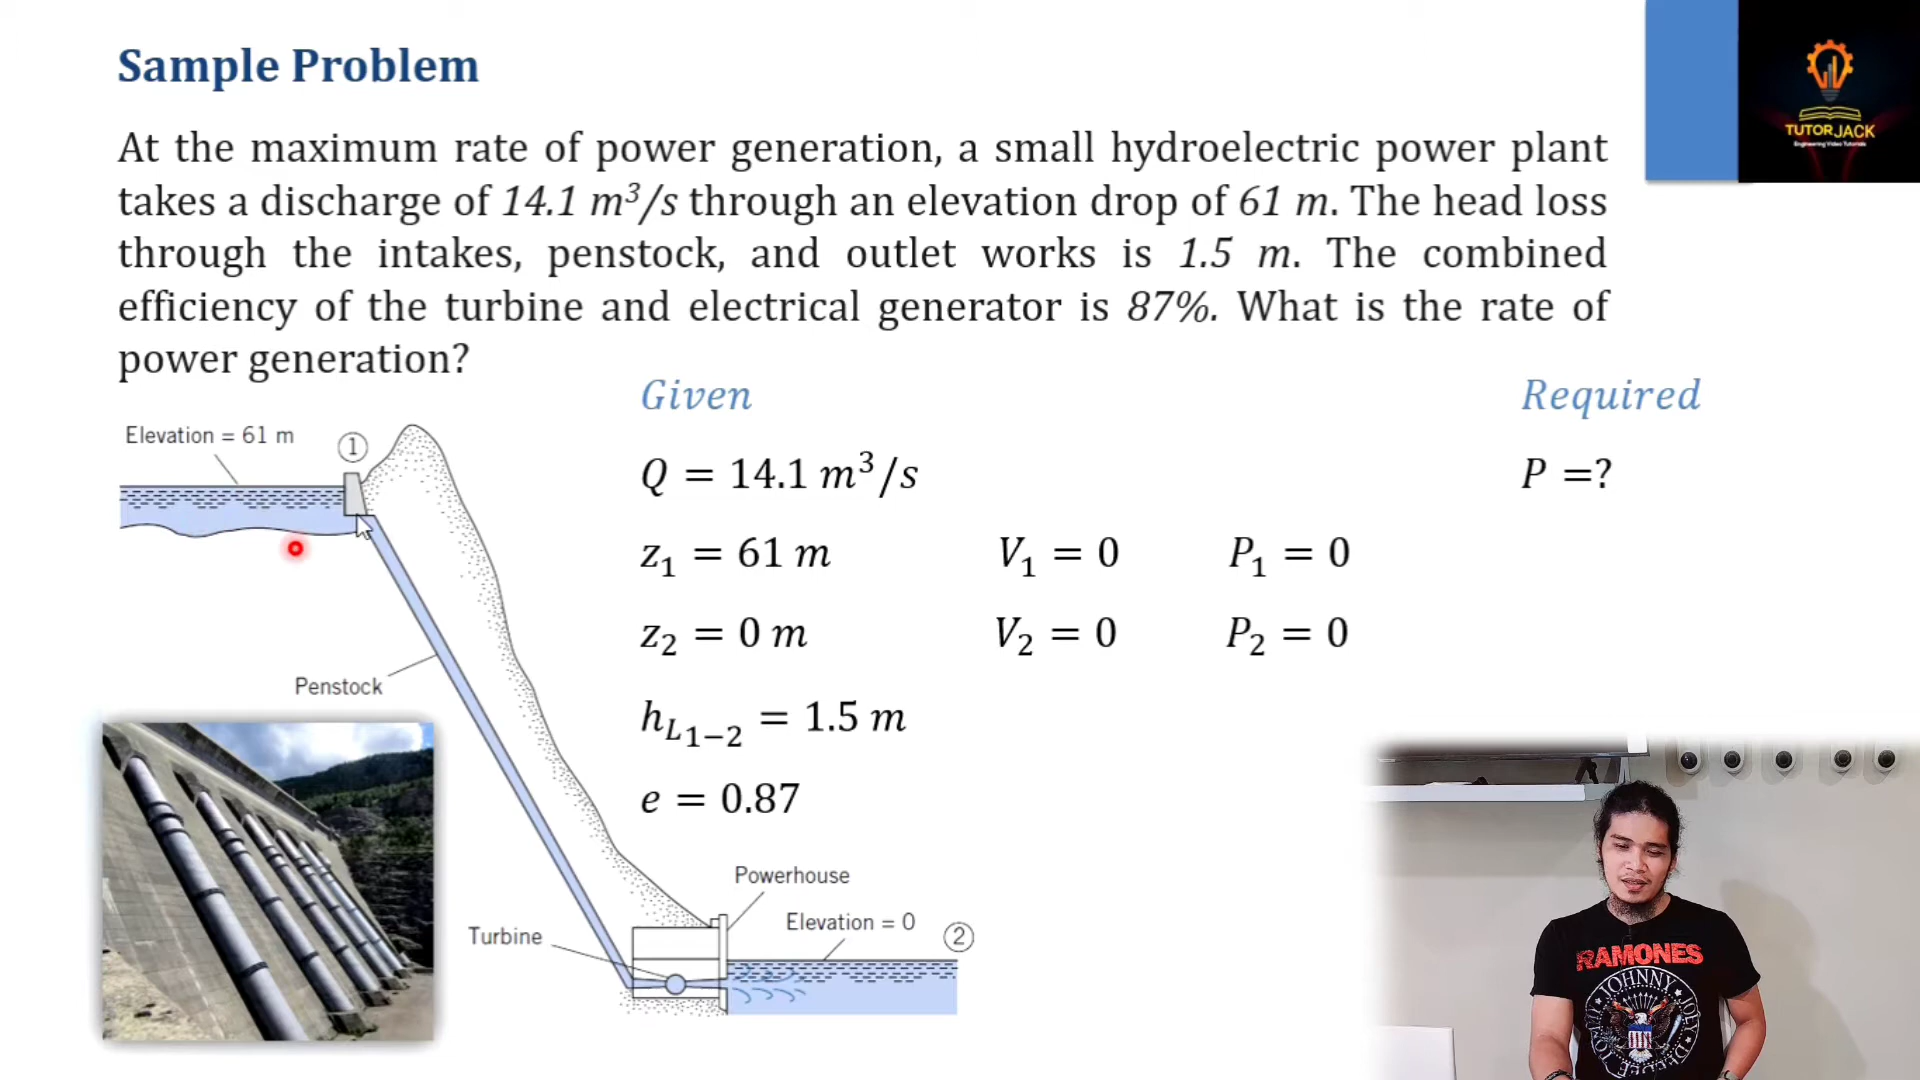 Sample Problem
At the maximum rate of power generation, a small hydroelectric power plant
takes a discharge of 14.1 m³/s through an elevation drop of 61 m. The head loss
through the intakes, penstock, and outlet works is 1.5 m. The combined
efficiency of the turbine and electrical generator is 87%. What is the rate of
power generation?
TUTORJACK
Engineering Video Tutorials
Given
Required
Q = 14.1 m³/s
P =?
z₁ = 61 m V₁ = 0 P₁ = 0
z₂ = 0 m V₂ = 0 P₂ = 0
h_L₁₋₂ = 1.5 m
e = 0.87
Elevation = 61 m
①
Penstock
Powerhouse
Elevation = 0
②
Turbine
RAMONES
JOHNNY
JOEY